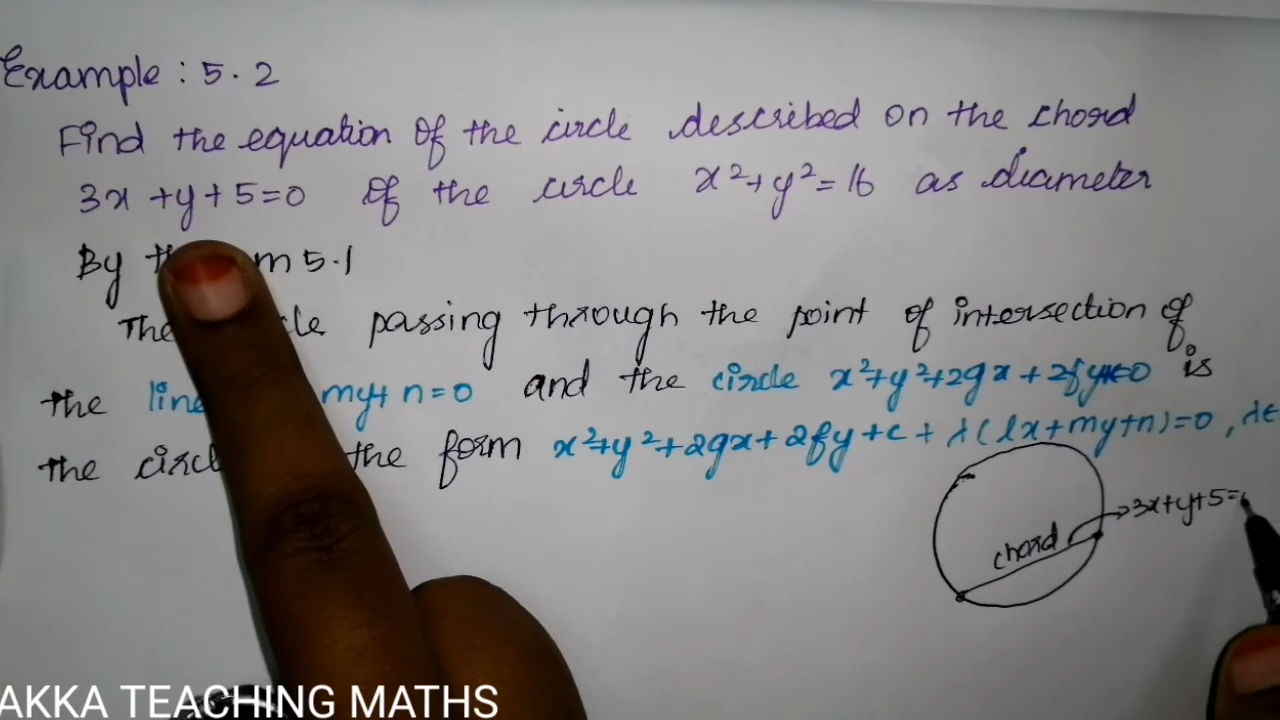 Example : 5.2
Find the equation of the circle described on the chord
3x+y+5=0 of the circle x²+y²=16 as diameter
By 5.1
passing through the point of intersection of
the line my+n=0 and the circle x²+y²+2gx+2fy+c=0 is
the the form x²+y²+2gx+2fy+c+λ(lx+my+n)=0,
chord
3x+y+5=
AKKA TEACHING MATHS